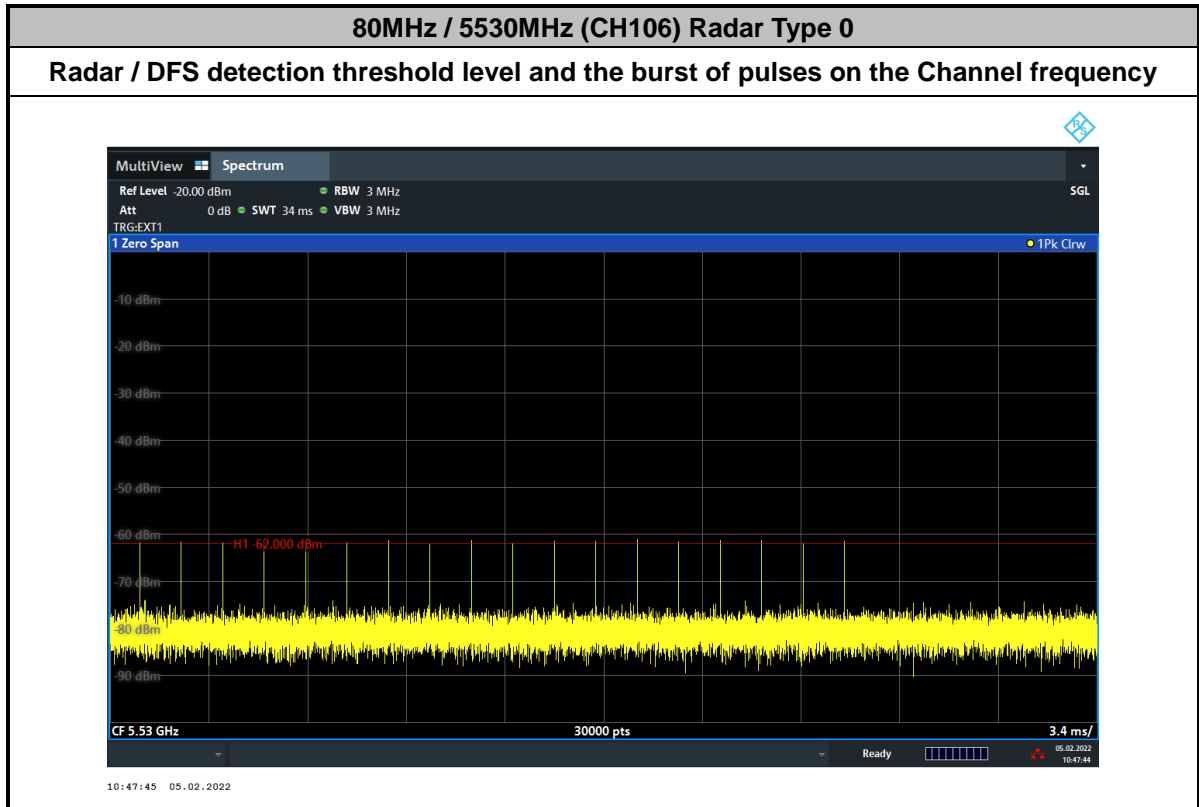 80MHz / 5530MHz (CH106) Radar Type 0
Radar / DFS detection threshold level and the burst of pulses on the Channel frequency
R&S
MultiView Spectrum
Ref Level -20.00 dBm RBW 3 MHz SGL
Att 0 dB SWT 34 ms VBW 3 MHz
TRG:EXT1
1 Zero Span 1Pk Clrw
-10 dBm
-20 dBm
-30 dBm
-40 dBm
-50 dBm
-60 dBm
H1 -62.000 dBm
-70 dBm
-80 dBm
-90 dBm
CF 5.53 GHz 30000 pts 3.4 ms/
Ready 05.02.2022
10:47:44
10:47:45 05.02.2022